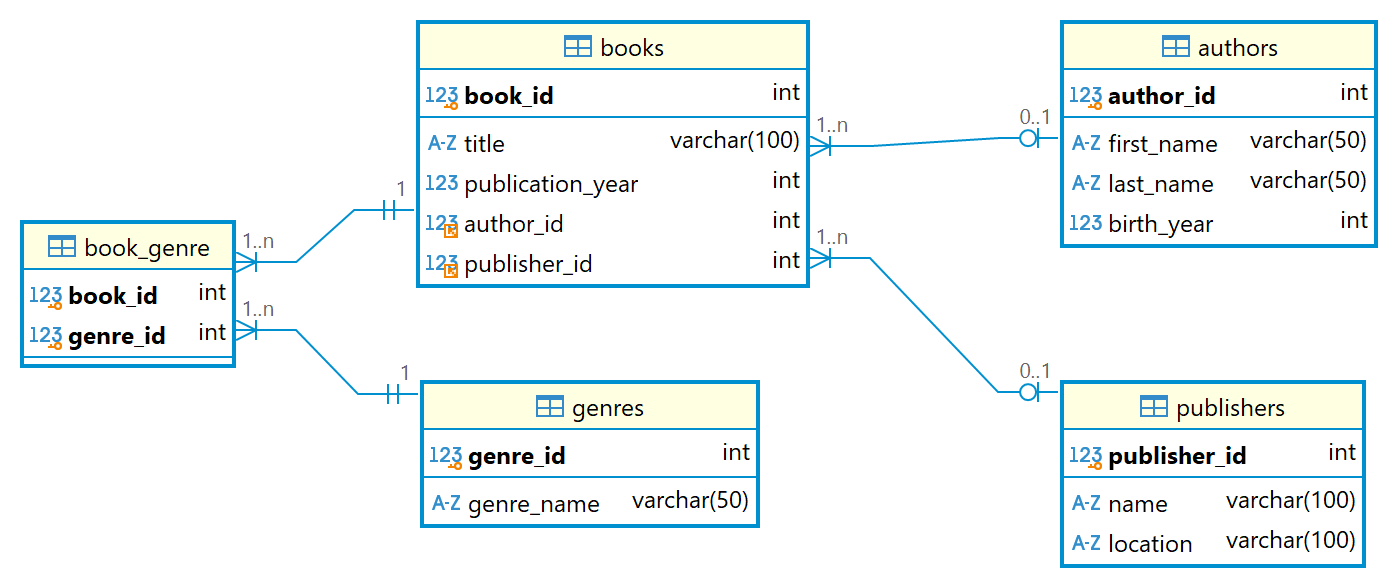 books
123 book_id int
A-Z title varchar(100)
123 publication_year int
123 author_id int
123 publisher_id int
authors
123 author_id int
A-Z first_name varchar(50)
A-Z last_name varchar(50)
123 birth_year int
1..n
0..1
1
1..n
1..n
0..1
book_genre
123 book_id int
123 genre_id int
1..n
1
genres
123 genre_id int
A-Z genre_name varchar(50)
publishers
123 publisher_id int
A-Z name varchar(100)
A-Z location varchar(100)